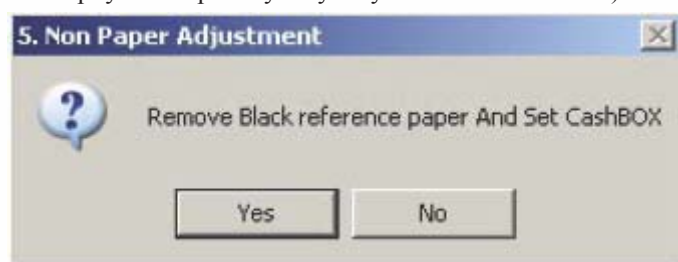 5. Non Paper Adjustment
Remove Black reference paper And Set CashBOX
Yes
No